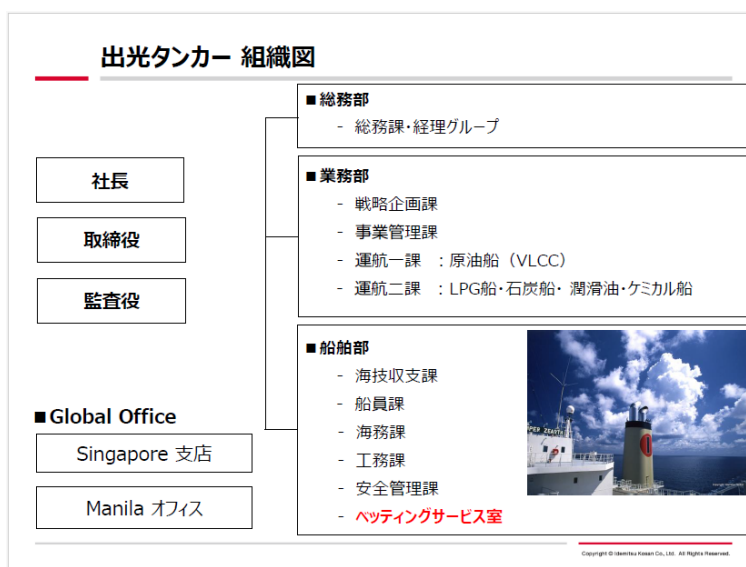 出光タンカー 組織図
社長
取締役
監査役
■Global Office
Singapore 支店
Manila オフィス
■総務部
- 総務課・経理グループ
■業務部
- 戦略企画課
- 事業管理課
- 運航一課 ：原油船（VLCC）
- 運航二課 ：LPG船・石炭船・ 潤滑油・ケミカル船
■船舶部
- 海技収支課
- 船員課
- 海務課
- 工務課
- 安全管理課
- ベッティングサービス室
PER ZEARTH
Copyright © Idemitsu Kosan Co., Ltd. All Rights Reserved.